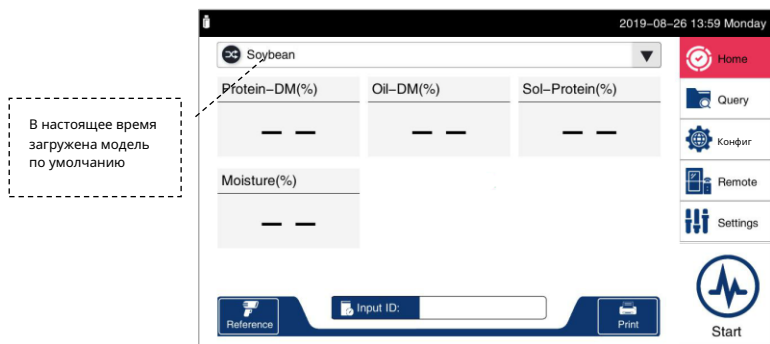 2019-08-26 13:59 Monday
Soybean
Home
Protein-DM(%)
Oil-DM(%)
Sol-Protein(%)
Query
В настоящее время
загружена модель
по умолчанию
Конфиг
Moisture(%)
Remote
Settings
Input ID:
Reference
Print
Start